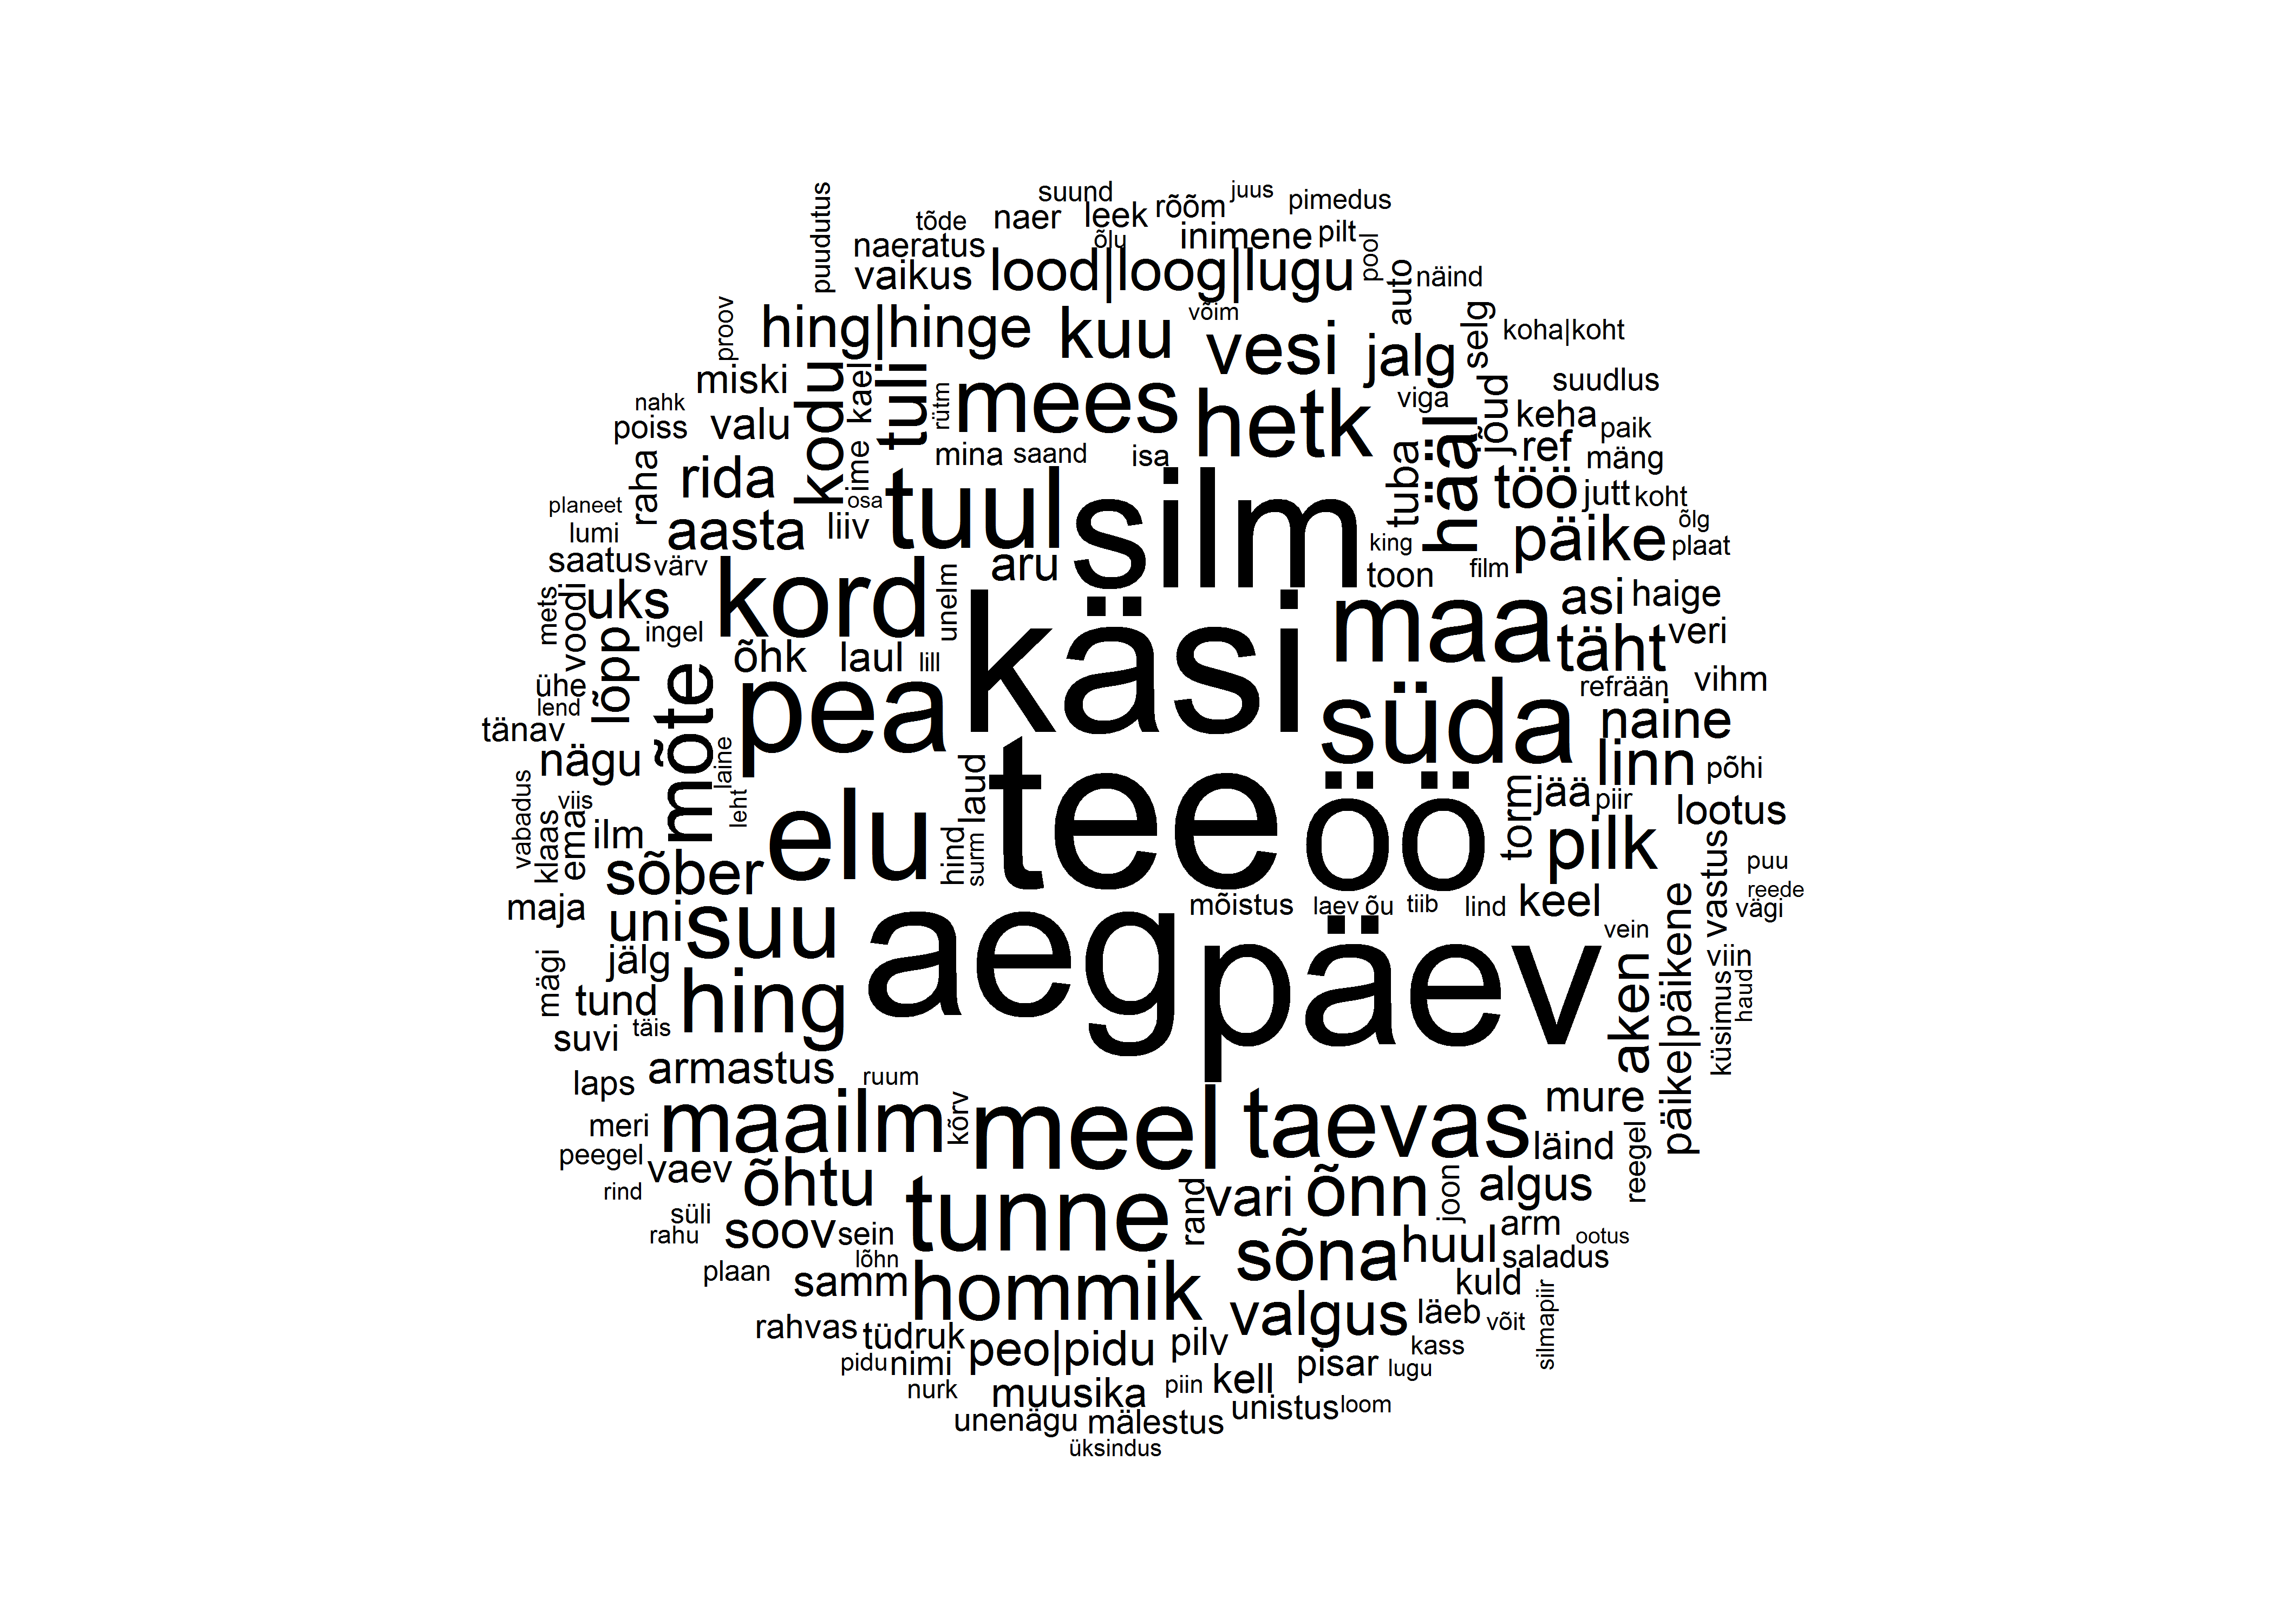 suund
juus
pimedus
puudutus
tõde
naer
leek
rõõm
naeratus
õlu
inimene
pilt
pool
vaikus
lood|loog|lugu
auto
näind
proov
hing|hinge
kuu
võim
vesi
jalg
selg
koha|koht
miski
kodu
kael
tuli
rütm
mees
hetk
viga
jõud
suudlus
nahk
poiss
valu
keha
paik
hääl
ref
mäng
raha
rida
ime
mina
saand
isa
tuba
töö
jutt
koht
planeet
osa
lumi
aasta
liiv
tuul
silm
king
päike
õlg
plaat
saatus
värv
aru
toon
film
mets
voodi
uks
kord
unelm
käsi
maa
asi
haige
ingel
õhk
laul
lill
täht
veri
ühe
lend
lõpp
mõte
pea
süda
refrään
vihm
tänav
naine
nägu
laine
leht
laud
tee
öö
torm
jää
piir
linn
põhi
vabadus
klaas
viis
ema
ilm
elu
hind
surm
pilk
lootus
sõber
vastus
puu
reede
vägi
maja
uni
suu
mõistus
laev
õu
tiib
lind
keel
aeg
päev
vein
aken
päike|päikene
viin
jälg
mägi
tund
hing
küsimus
haud
suvi
täis
laps
armastus
ruum
mure
meri
maailm
kõrv
meel
taevas
läind
peegel
vaev
reegel
rind
õhtu
tunne
rand
vari
õnn
joon
algus
süli
rahu
soov
sein
sõna
huul
arm
ootus
saladus
lõhn
plaan
samm
hommik
kuld
silmapiir
valgus
läeb
võit
rahvas
tüdruk
peo|pidu
pilv
kass
pidu
nimi
pisar
lugu
nurk
muusika
piin
kell
unenägu
mälestus
unistus
loom
üksindus